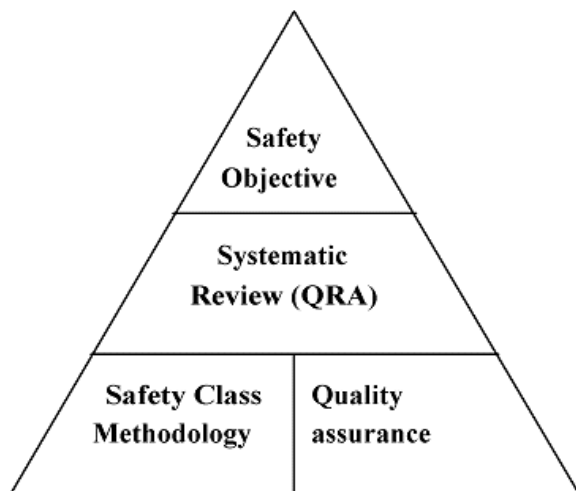 Safety
Objective
Systematic
Review (QRA)
Safety Class
Methodology
Quality
assurance